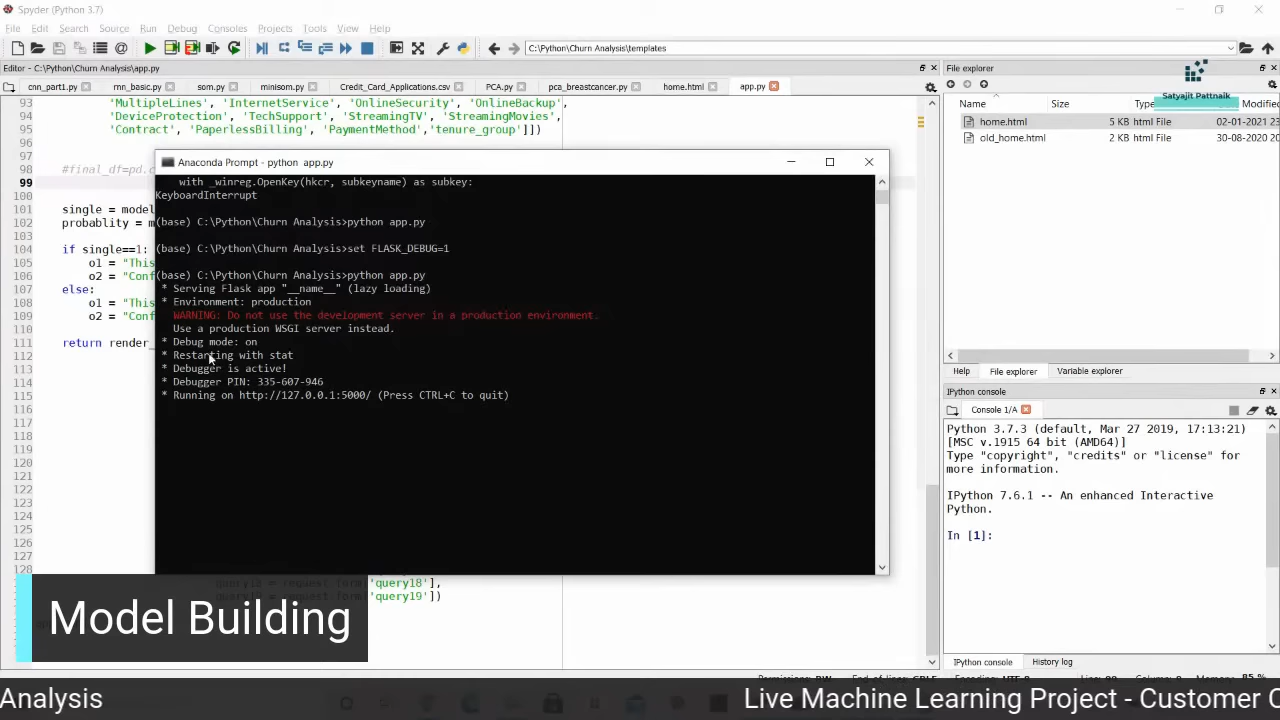 Spyder (Python 3.7)
File Edit Search Source Run Debug Consoles Projects Tools View Help
C:\Python\Churn Analysis\templates
Editor - C:\Python\Churn Analysis\app.py
cnn_part1.py rnn_basic.py som.py minisom.py Credit_Card_Applications.csv PCA.py pca_breastcancer.py home.html app.py
93 'MultipleLines', 'InternetService', 'OnlineSecurity', 'OnlineBackup',
94 'DeviceProtection', 'TechSupport', 'StreamingTV', 'StreamingMovies',
95 'Contract', 'PaperlessBilling', 'PaymentMethod','tenure_group']])
96
97
98 #final_df=pd.c
99
100
101 single = model
102 probablity = m
103
104 if single==1:
105 o1 = "This
106 o2 = "Conf
107 else:
108 o1 = "This
109 o2 = "Conf
110
111 return render_
112
113
114
115
116
117
118
119
120
121
122
123
124
125
126
127
128
query18 = request.form['query18'],
query19 = request.form['query19'])
Anaconda Prompt - python app.py
with _winreg.OpenKey(hkcr, subkeyname) as subkey:
KeyboardInterrupt
(base) C:\Python\Churn Analysis>python app.py
(base) C:\Python\Churn Analysis>set FLASK_DEBUG=1
(base) C:\Python\Churn Analysis>python app.py
* Serving Flask app "__name__" (lazy loading)
* Environment: production
WARNING: Do not use the development server in a production environment.
Use a production WSGI server instead.
* Debug mode: on
* Restarting with stat
* Debugger is active!
* Debugger PIN: 335-607-946
* Running on http://127.0.0.1:5000/ (Press CTRL+C to quit)
File explorer
Satyajit Pattnaik
Name Size Type Modified
home.html 5 KB html File 02-01-2021 2
old_home.html 2 KB html File 30-08-2020
Help File explorer Variable explorer
IPython console
Console 1/A
Python 3.7.3 (default, Mar 27 2019, 17:13:21)
[MSC v.1915 64 bit (AMD64)]
Type "copyright", "credits" or "license" for
more information.
IPython 7.6.1 -- An enhanced Interactive
Python.
In [1]:
IPython console History log
Model Building
Analysis
Live Machine Learning Project - Customer C